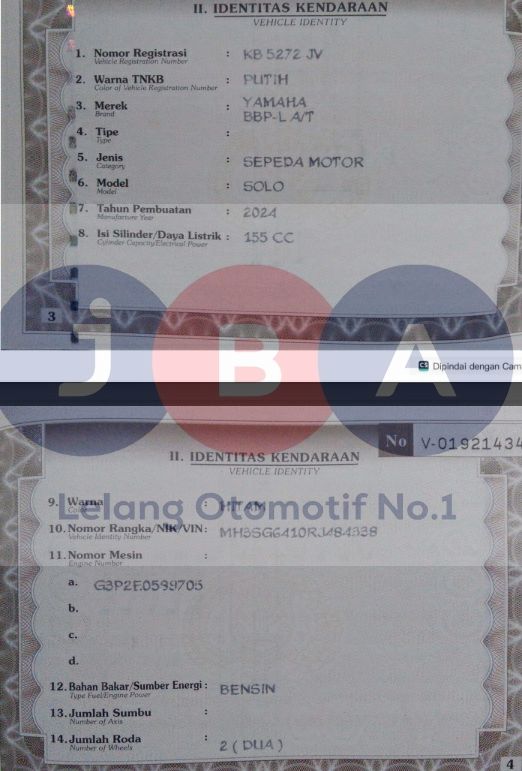 II. IDENTITAS KENDARAAN
VEHICLE IDENTITY
1. Nomor Registrasi : KB 5272 JV
Vehicle Registration Number
2. Warna TNKB : PUTIH
Color of Vehicle Registration Number
3. Merek : YAMAHA
Brand BBP-L A/T
4. Tipe :
Type
5. Jenis : SEPEDA MOTOR
Category
6. Model : SOLO
Model
7. Tahun Pembuatan : 2024
Manufacture Year
8. Isi Silinder/Daya Listrik : 155 CC
Cylinder Capacity/Electrical Power
3
jBA
CS Dipindai dengan Cam
No V-01921434
II. IDENTITAS KENDARAAN
VEHICLE IDENTITY
9. Warna : HITAM
Lelang Otomotif No.1
10. Nomor Rangka/NIK/VIN: MH3SG6410RJ484338
Vehicle Identity Number
11. Nomor Mesin :
Engine Number
a. G3P2E0599705
b.
c.
d.
12. Bahan Bakar/Sumber Energi : BENSIN
Type Fuel/Engine Power
13. Jumlah Sumbu :
Number of Axis
14. Jumlah Roda : 2 ( DUA )
Number of Wheels
4